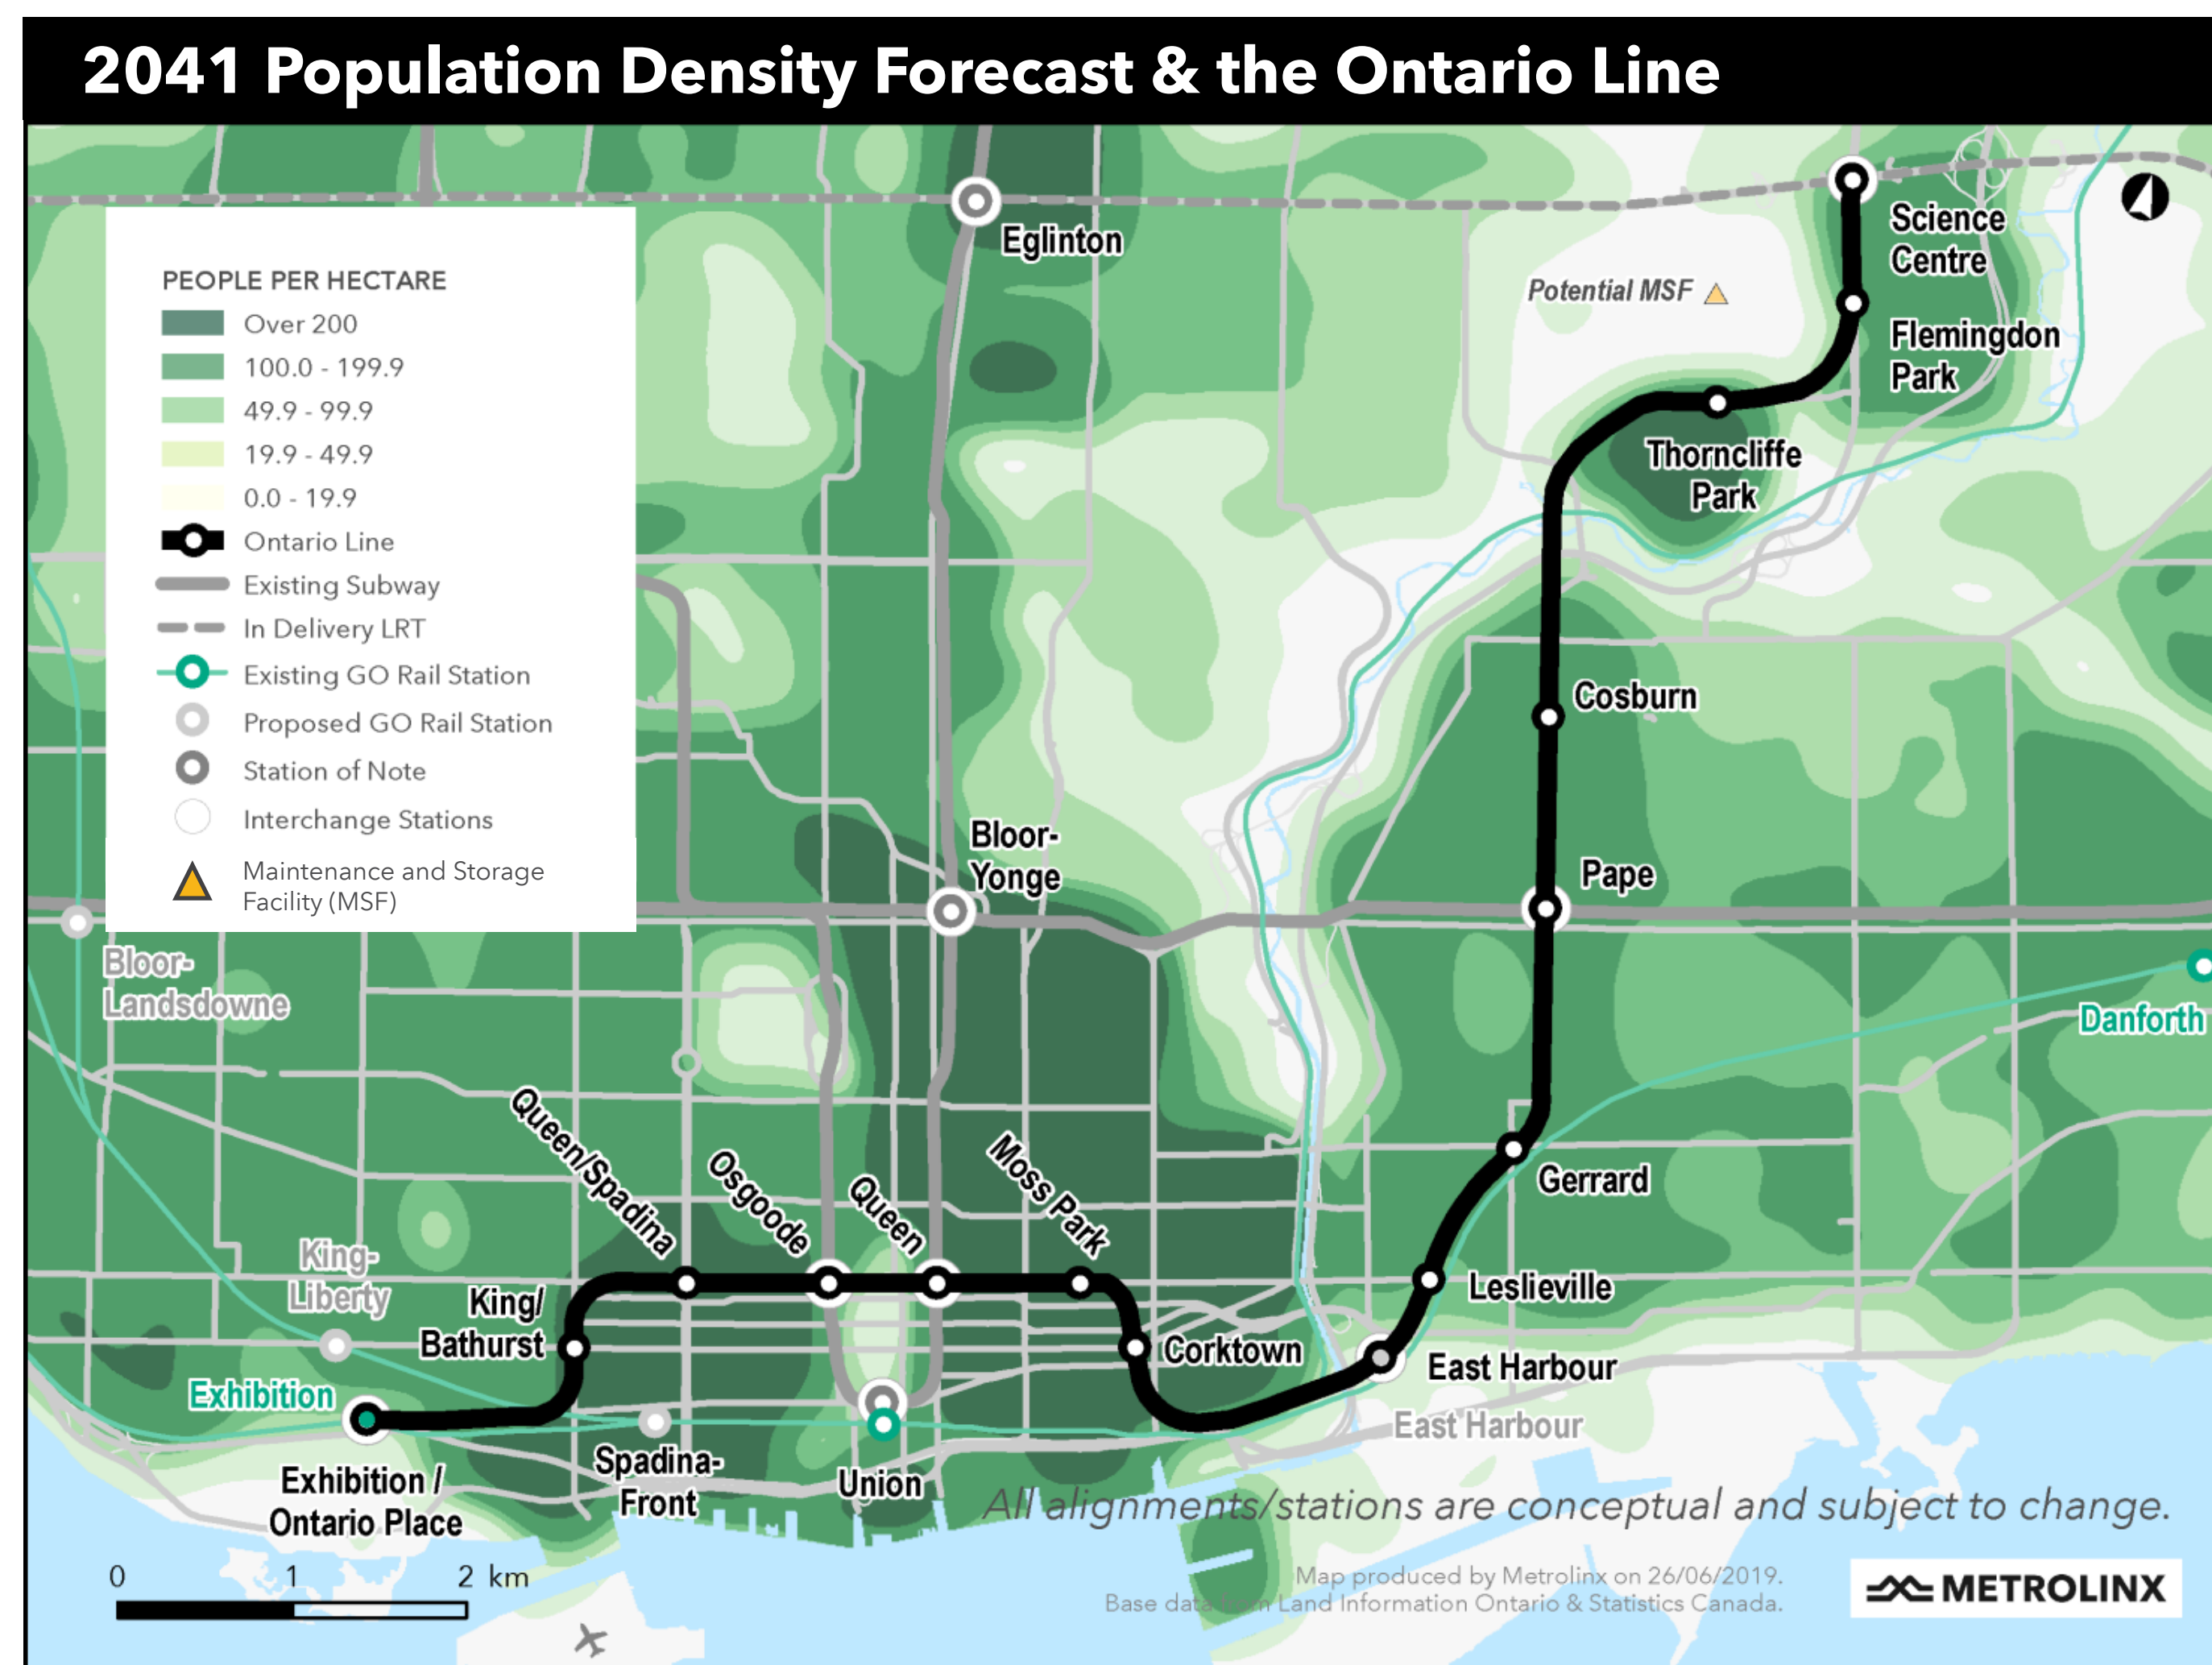 2041 Population Density Forecast & the Ontario Line
PEOPLE PER HECTARE
Over 200
100.0 - 199.9
49.9 - 99.9
19.9 - 49.9
0.0 - 19.9
Ontario Line
Existing Subway
In Delivery LRT
Existing GO Rail Station
Proposed GO Rail Station
Station of Note
Interchange Stations
Maintenance and Storage
Facility (MSF)
Eglinton
Science
Centre
Potential MSF
Flemingdon
Park
Thorncliffe
Park
Cosburn
Bloor-
Yonge
Pape
Bloor-
Landsdowne
Danforth
Queen/Spadina
Osgoode
Queen
Moss Park
Gerrard
King-
Liberty
King/
Bathurst
Leslieville
Corktown
East Harbour
Exhibition
East Harbour
Exhibition /
Ontario Place
Spadina-
Front
Union
All alignments/stations are conceptual and subject to change.
0 1 2 km
Map produced by Metrolinx on 26/06/2019.
Base data from Land Information Ontario & Statistics Canada.
METROLINX